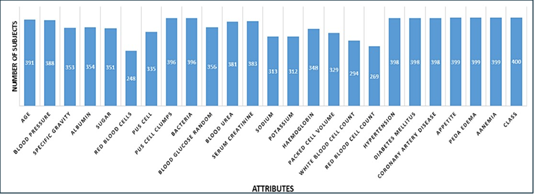 NUMBER OF SUBJECTS
391 388 353 354 351 248 335 396 396 356 381 383 313 312 348 329 294 269 398 398 398 399 399 399 400
AGE
BLOOD PRESSURE
SPECIFIC GRAVITY
ALBUMIN
SUGAR
RED BLOOD CELLS
PUS CELL
PUS CELL CLUMPS
BACTERIA
BLOOD GLUCOSE RANDOM
BLOOD UREA
SERUM CREATININE
SODIUM
POTASSIUM
HAEMOGLOBIN
PACKED CELL VOLUME
WHITE BLOOD CELL COUNT
RED BLOOD CELL COUNT
HYPERTENSION
DIABETES MELLITUS
CORONARY ARTERY DISEASE
APPETITE
PEDA EDEMA
AANEMIA
CLASS
ATTRIBUTES